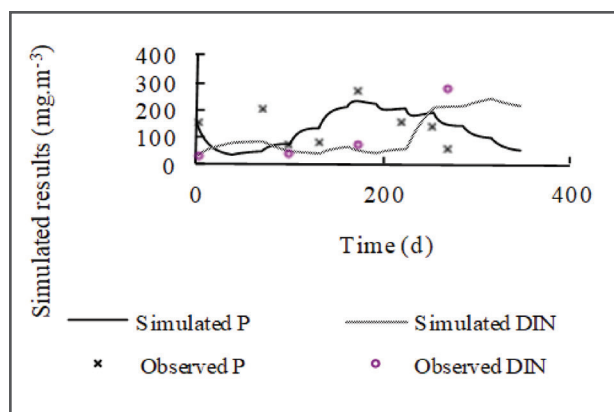 Simulated results (mg.m-3)
400
300
200
100
0
0 200 400
Time (d)
Simulated P Simulated DIN
Observed P Observed DIN